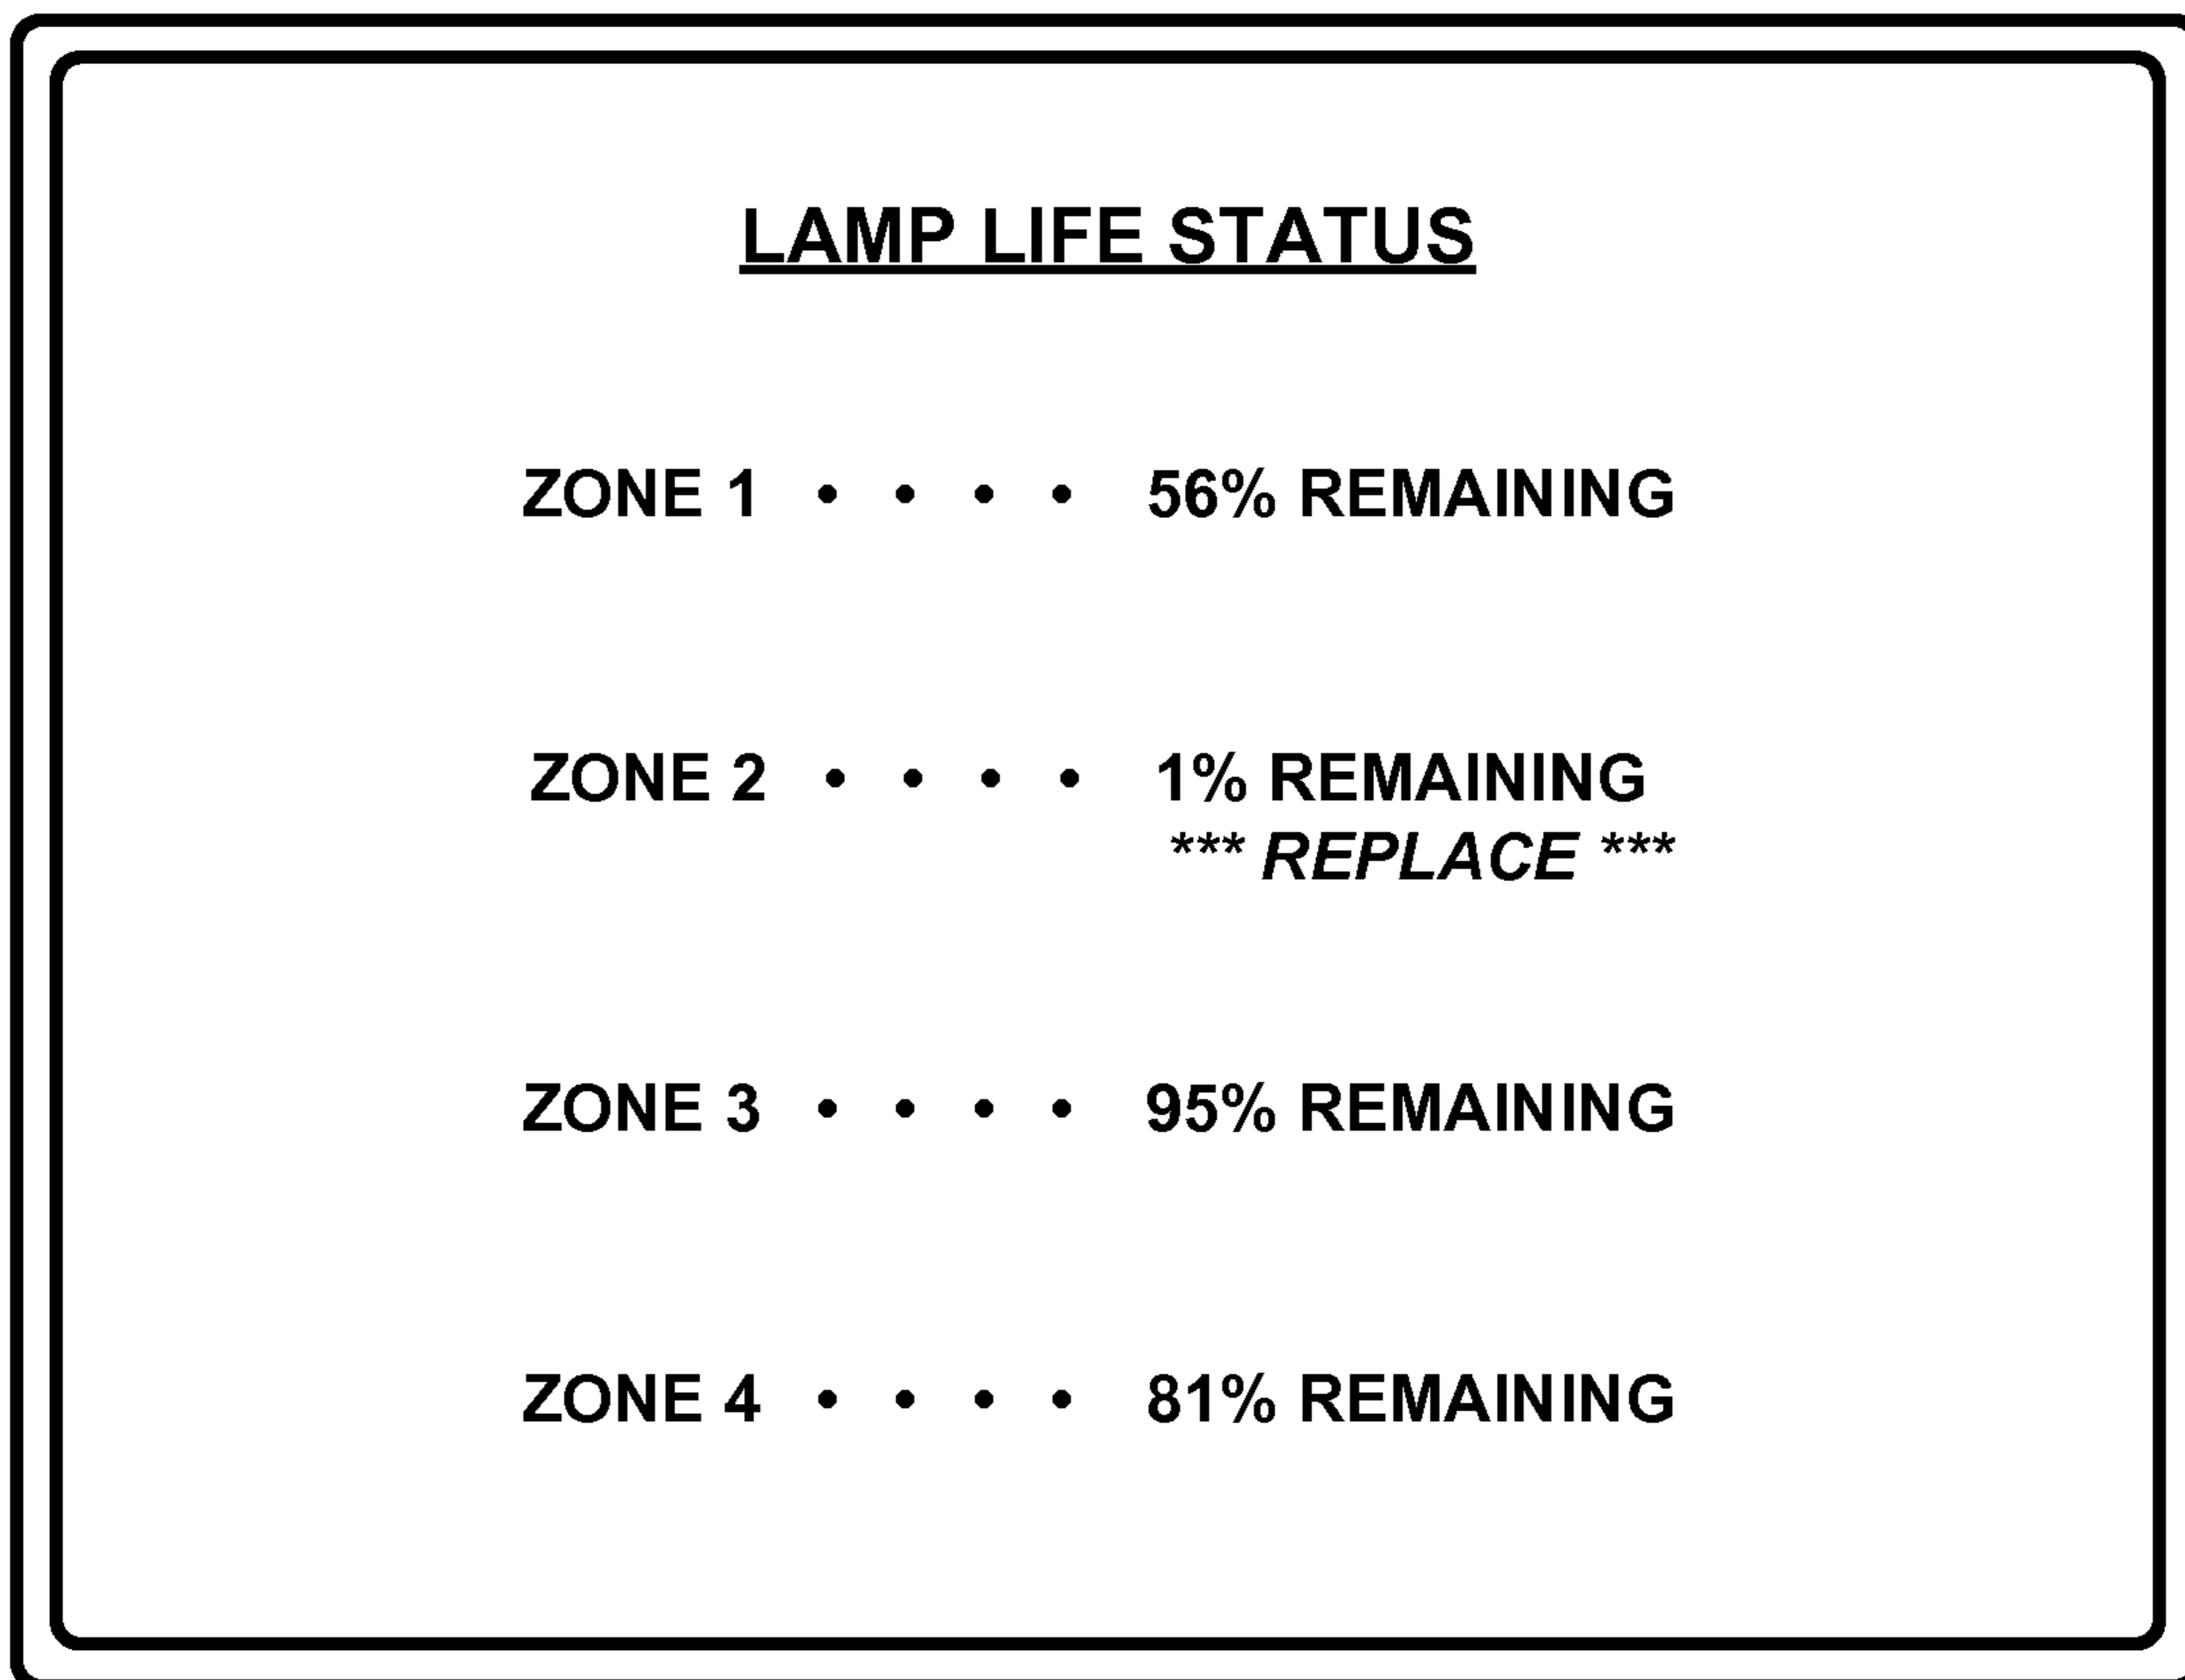 LAMP LIFE STATUS
ZONE 1 • • • • 56% REMAINING
ZONE 2 • • • • 1% REMAINING
*** REPLACE ***
ZONE 3 • • • • 95% REMAINING
ZONE 4 • • • • 81% REMAINING